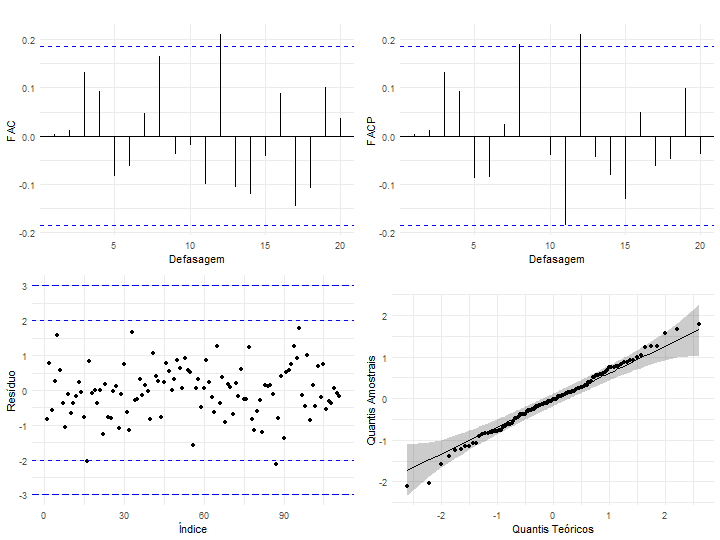 FAC
0.2
0.1
0.0
-0.1
-0.2
5 10 15 20
Defasagem
FACP
0.2
0.1
0.0
-0.1
-0.2
5 10 15 20
Defasagem
Resíduo
3
2
1
0
-1
-2
-3
0 30 60 90
Índice
Quantis Amostrais
2
1
0
-1
-2
-2 -1 0 1 2
Quantis Teóricos